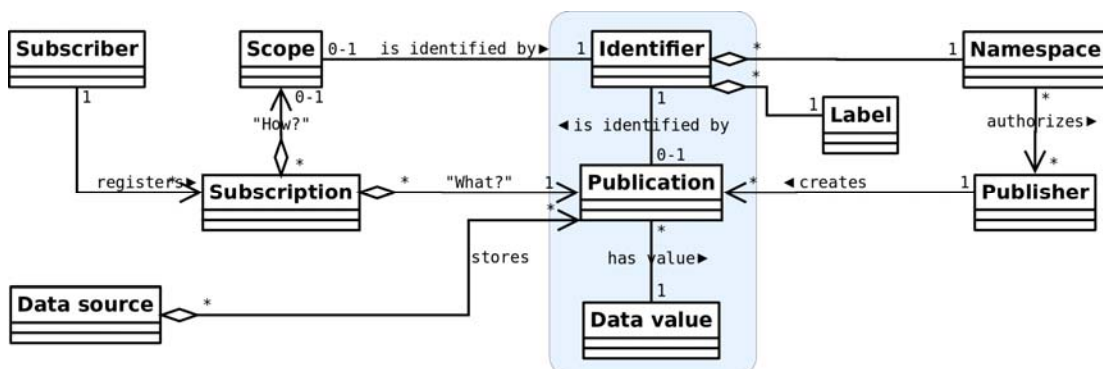 Subscriber
Scope
0-1 is identified by► 1
Identifier
* 1
Namespace
1
0-1
*
1
1
Label
*
"How?"
◄is identified by
authorizes►
*
0-1
*
registers► *
Subscription
* "What?" 1
Publication
* ◄creates 1
Publisher
*
*
stores
has value►
Data source
*
1
Data value